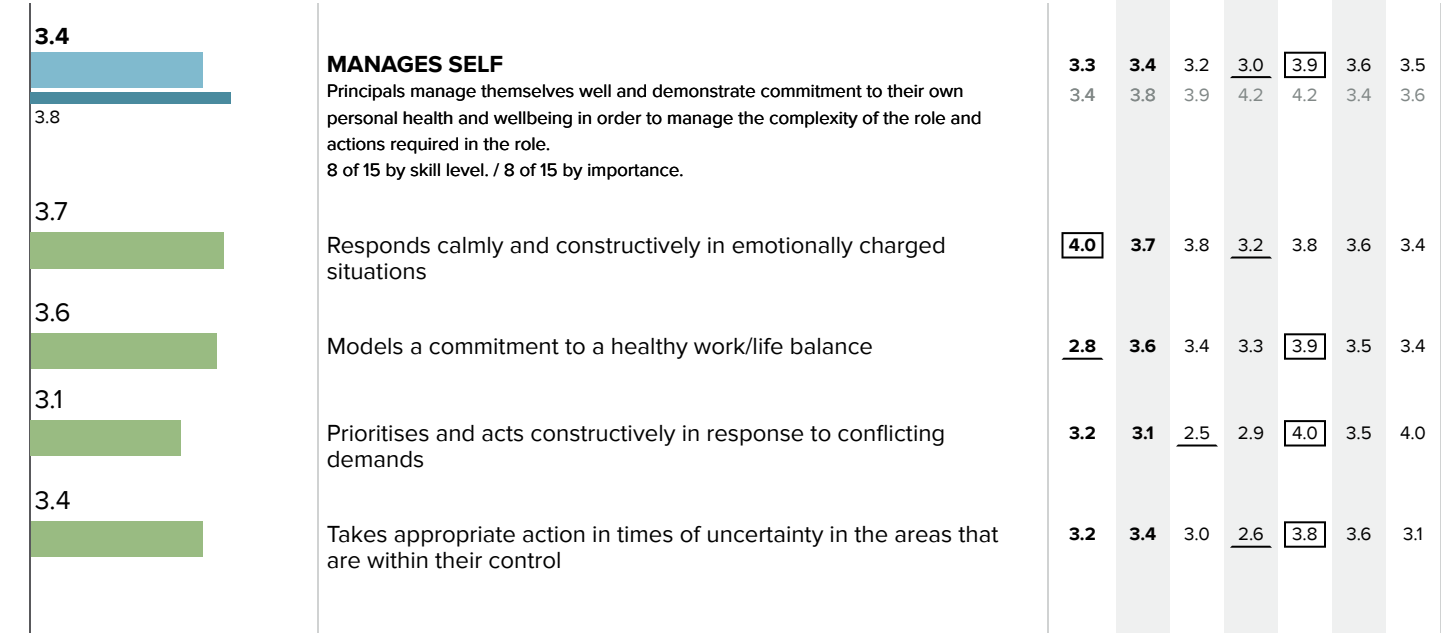 3.4
MANAGES SELF 3.3 3.4 3.2 3.0 3.9 3.6 3.5
Principals manage themselves well and demonstrate commitment to their own 3.4 3.8 3.9 4.2 4.2 3.4 3.6
3.8
personal health and wellbeing in order to manage the complexity of the role and
actions required in the role.
8 of 15 by skill level. / 8 of 15 by importance.
3.7
Responds calmly and constructively in emotionally charged 4.0 3.7 3.8 3.2 3.8 3.6 3.4
situations
3.6
Models a commitment to a healthy work/life balance 2.8 3.6 3.4 3.3 3.9 3.5 3.4
3.1
Prioritises and acts constructively in response to conflicting 3.2 3.1 2.5 2.9 4.0 3.5 4.0
demands
3.4
Takes appropriate action in times of uncertainty in the areas that 3.2 3.4 3.0 2.6 3.8 3.6 3.1
are within their control